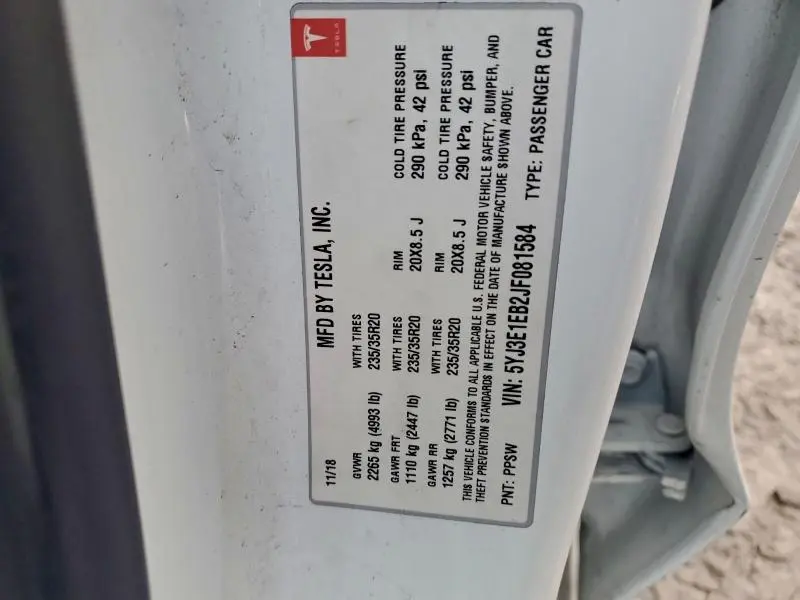 TESLA
MFD BY TESLA, INC.
11/18
GVWR WITH TIRES
2265 kg (4993 lb) 235/35R20
GAWR FRT WITH TIRES RIM COLD TIRE PRESSURE
1110 kg (2447 lb) 235/35R20 20X8.5 J 290 kPa, 42 psi
GAWR RR WITH TIRES RIM COLD TIRE PRESSURE
1257 kg (2771 lb) 235/35R20 20X8.5 J 290 kPa, 42 psi
THIS VEHICLE CONFORMS TO ALL APPLICABLE U.S. FEDERAL MOTOR VEHICLE SAFETY, BUMPER, AND
THEFT PREVENTION STANDARDS IN EFFECT ON THE DATE OF MANUFACTURE SHOWN ABOVE.
PNT: PPSW VIN: 5YJ3E1EB2JF081584 TYPE: PASSENGER CAR